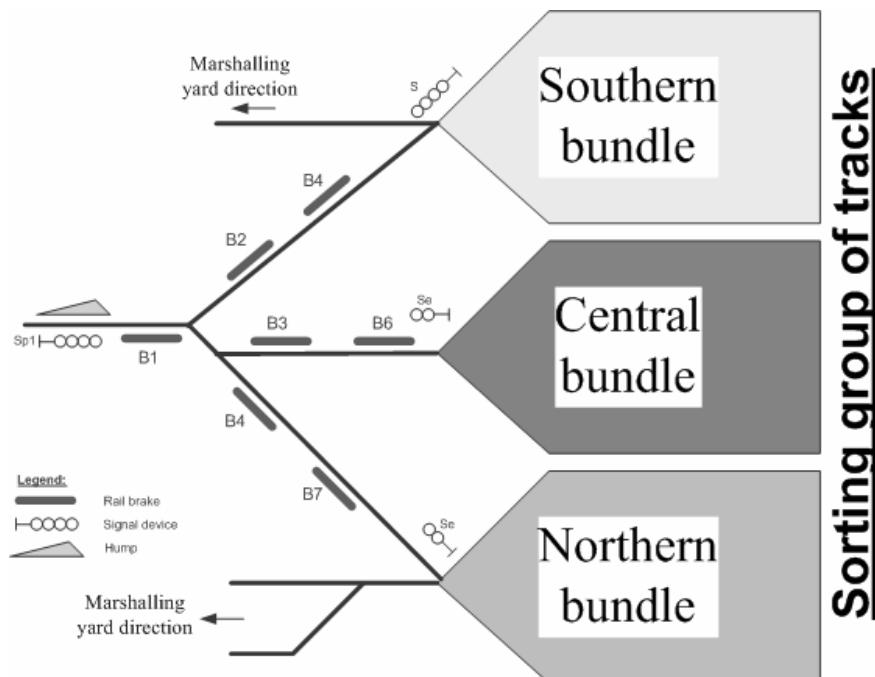 Marshalling
yard direction
S
Southern
bundle
B4
B2
Sp1
B1
B3
B6
Se
Central
bundle
B4
B7
Se
Legend:
Rail brake
Signal device
Hump
Northern
bundle
Marshalling
yard direction
Sorting group of tracks